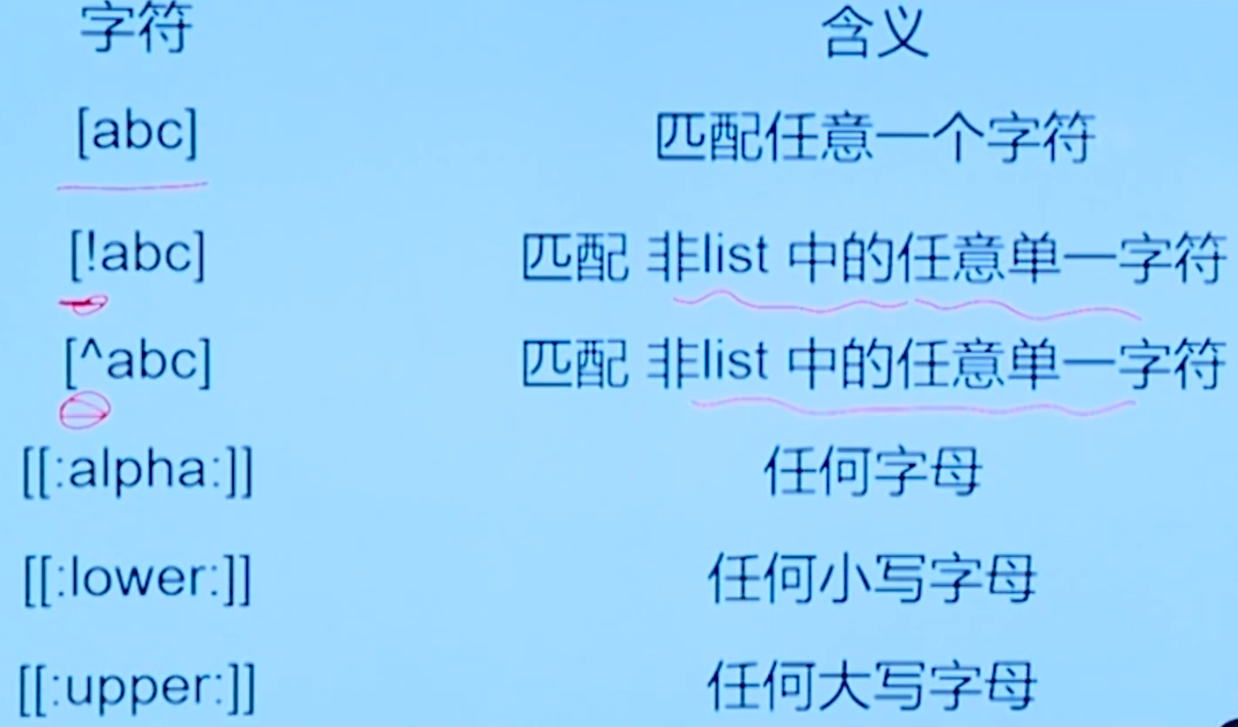 字符 含义
[abc] 匹配任意一个字符
[!abc] 匹配 非list 中的任意单一字符
[^abc] 匹配 非list 中的任意单一字符
[[:alpha:]] 任何字母
[[:lower:]] 任何小写字母
[[:upper:]] 任何大写字母